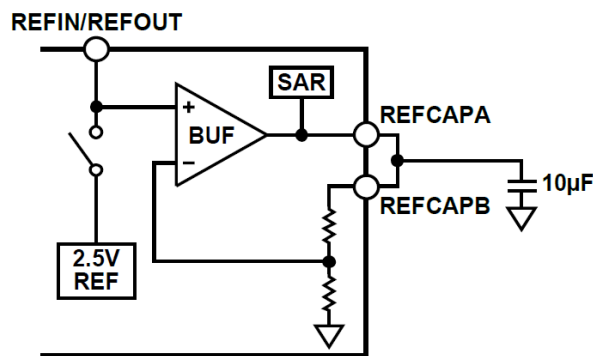 REFIN/REFOUT
SAR
REFCAPA
+
BUF
−
10µF
REFCAPB
2.5V
REF